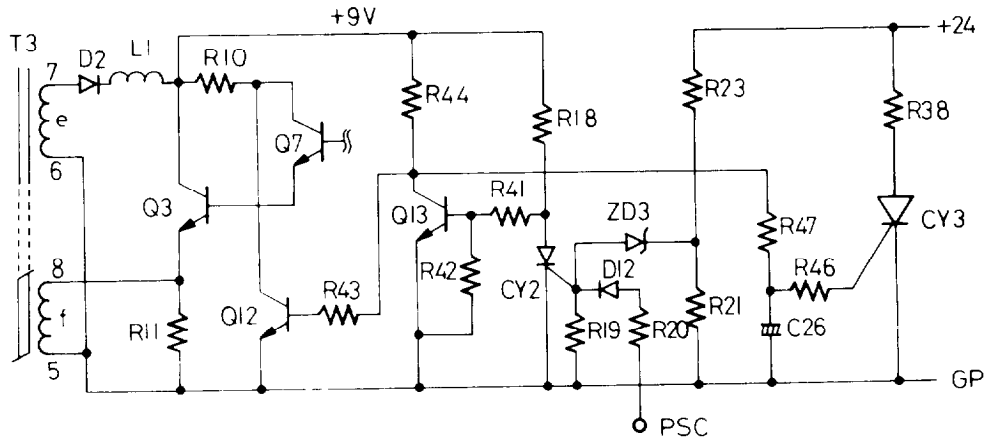 +9V
+24
T3
7
D2
L1
R10
R44
R23
R18
R38
e
Q7
6
R41
Q3
Q13
ZD3
R47
CY3
8
R42
CY2
D12
R46
R43
f
R11
Q12
R19
R20
R21
C26
5
GP
PSC